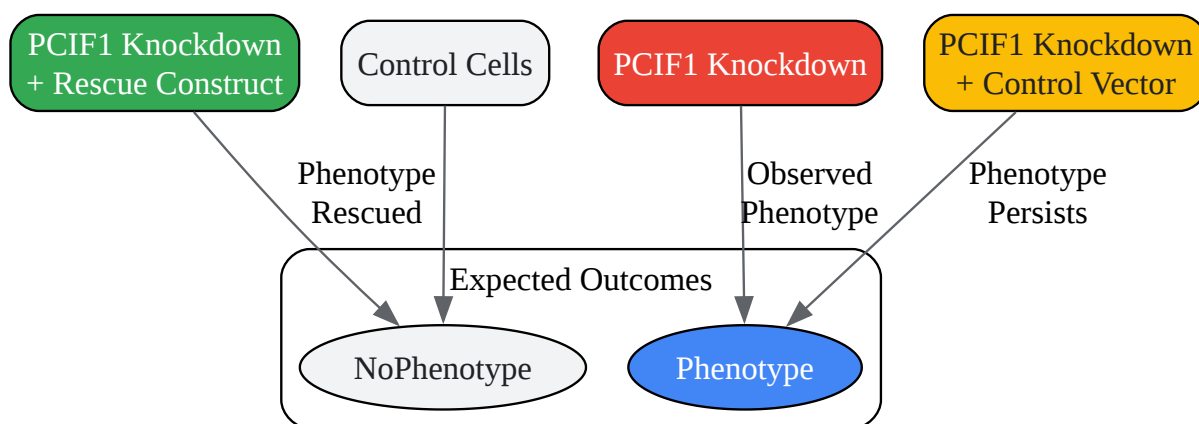 PCIF1 Knockdown
+ Rescue Construct
Control Cells
PCIF1 Knockdown
PCIF1 Knockdown
+ Control Vector
Phenotype
Rescued
Observed
Phenotype
Phenotype
Persists
Expected Outcomes
NoPhenotype
Phenotype